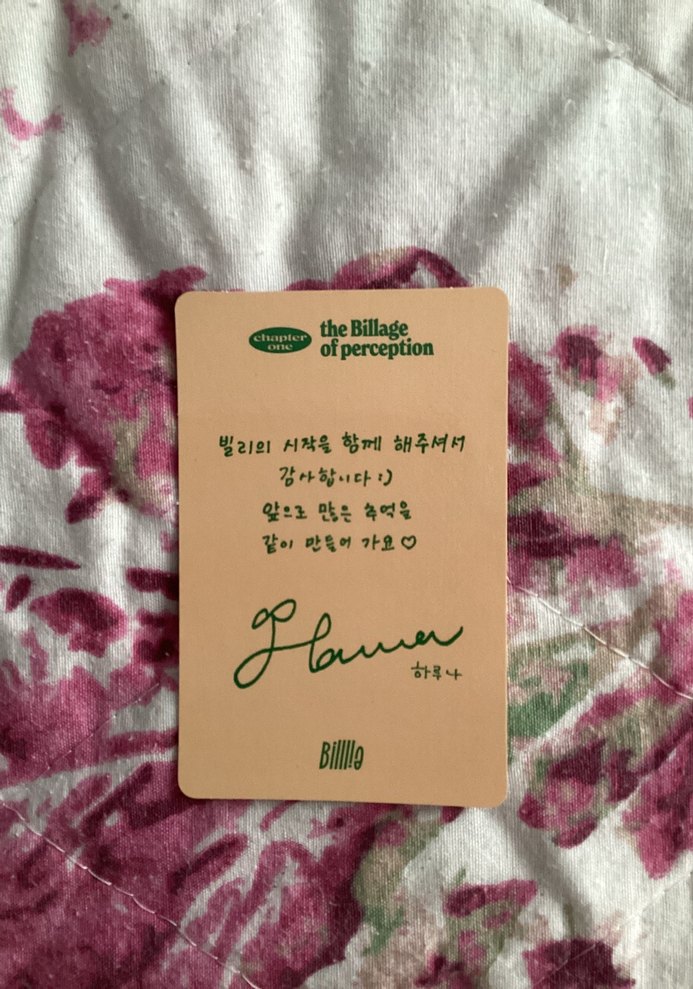 chapter
one
the Billage
of perception
빌리의 시작을 함께 해주셔서
감사합니다 :)
앞으로 많은 추억을
같이 만들어 가요♡
Haruna
하루나
Billlie